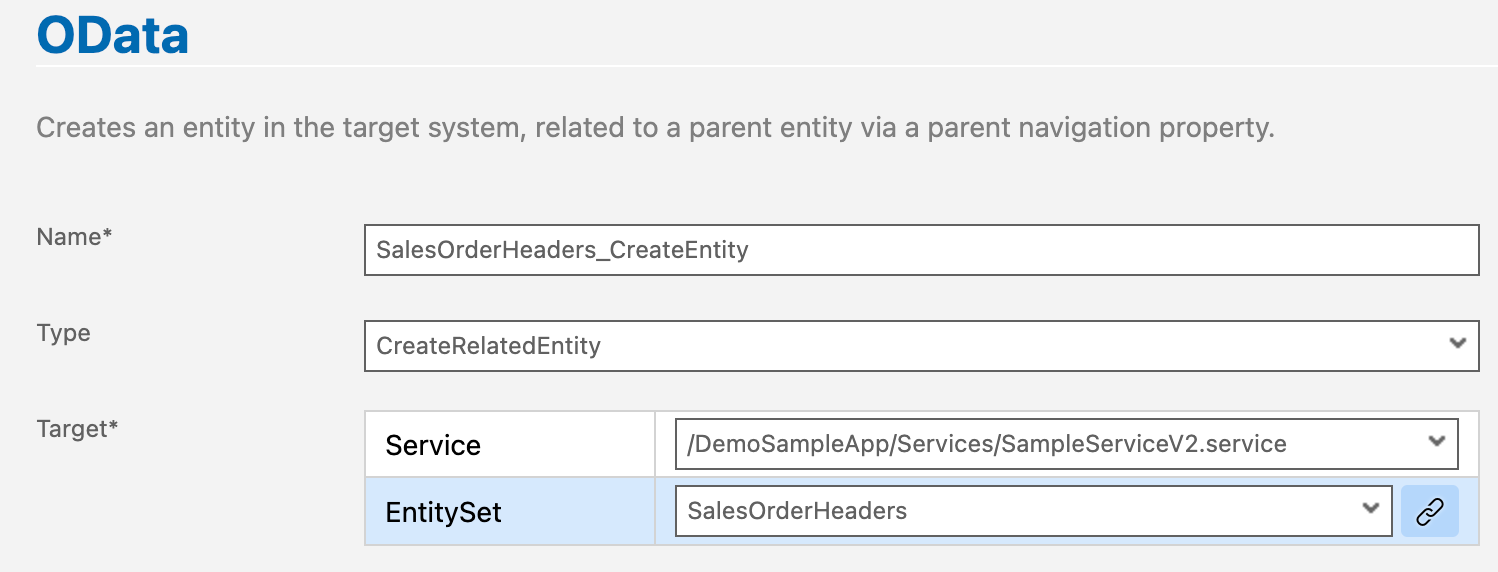 OData
Creates an entity in the target system, related to a parent entity via a parent navigation property.
Name*
SalesOrderHeaders_CreateEntity
Type
CreateRelatedEntity
Target*
Service
/DemoSampleApp/Services/SampleServiceV2.service
EntitySet
SalesOrderHeaders